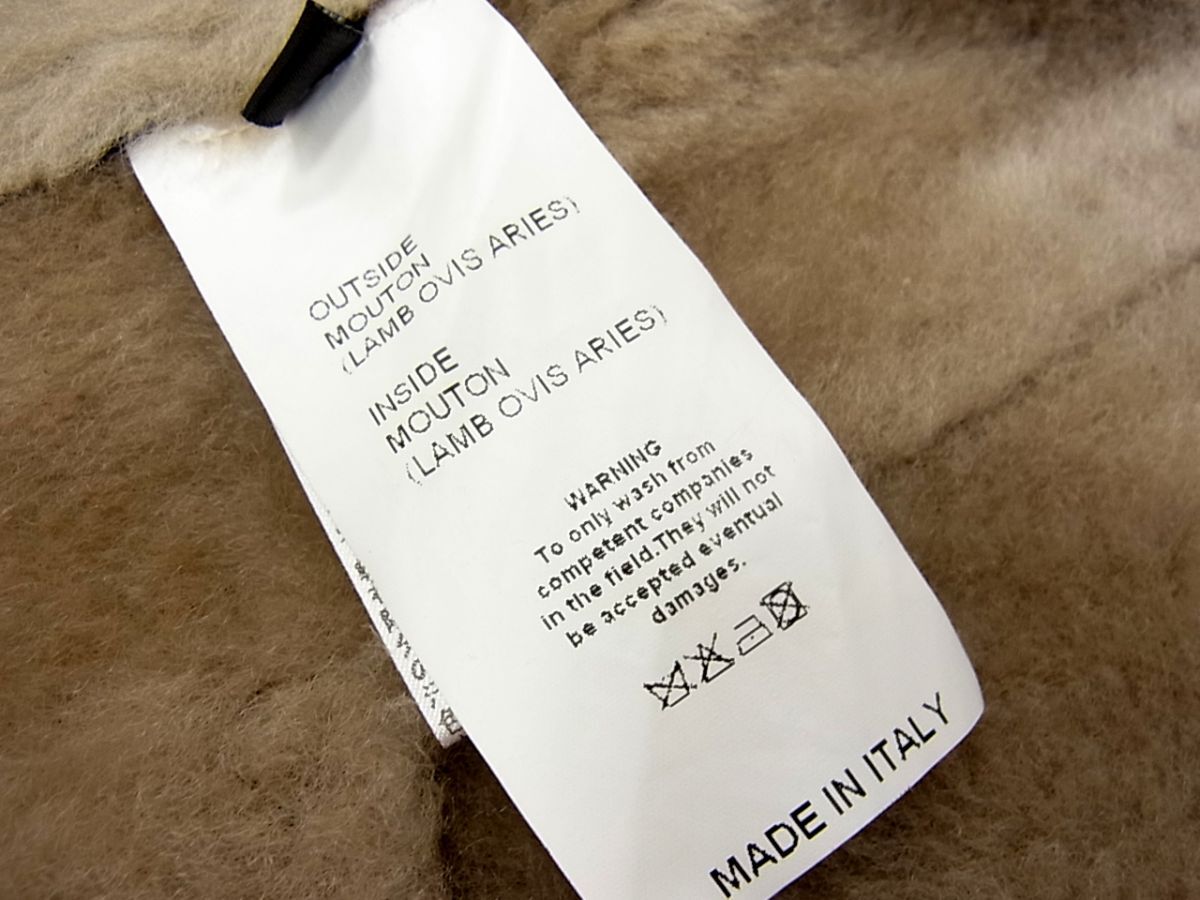 OUTSIDE
MOUTON
(LAMB OVIS ARIES)
INSIDE
MOUTON
(LAMB OVIS ARIES)
WARNING
To only wash from
competent companies
in the field.They will not
be accepted eventual
damages.
MADE IN ITALY